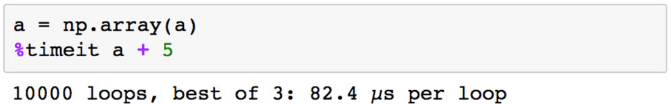 a = np.array(a)
%timeit a + 5
10000 loops, best of 3: 82.4 µs per loop